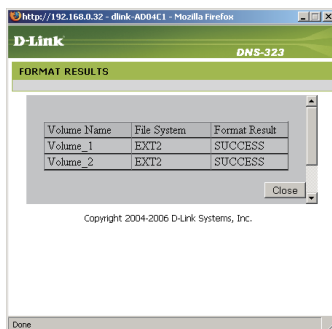 http://192.168.0.32 - dlink-AD04C1 - Mozilla Firefox
D-Link
DNS-323
FORMAT RESULTS
Volume Name File System Format Result
Volume_1 EXT2 SUCCESS
Volume_2 EXT2 SUCCESS
Close
Copyright 2004-2006 D-Link Systems, Inc.
Done